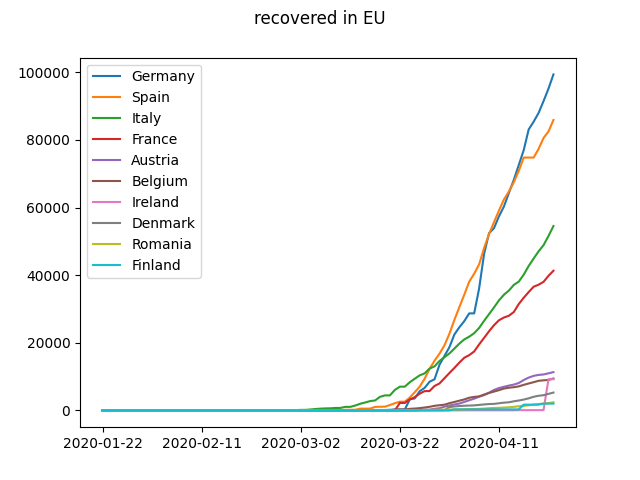 recovered in EU
100000
80000
60000
40000
20000
0
Germany
Spain
Italy
France
Austria
Belgium
Ireland
Denmark
Romania
Finland
2020-01-22 2020-02-11 2020-03-02 2020-03-22 2020-04-11